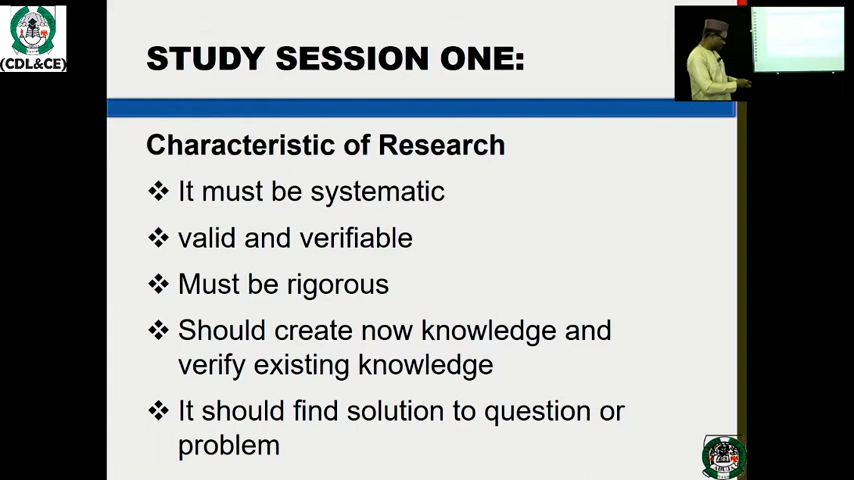 (CDL&CE)
STUDY SESSION ONE:
Characteristic of Research
❖ It must be systematic
❖ valid and verifiable
❖ Must be rigorous
❖ Should create now knowledge and
verify existing knowledge
❖ It should find solution to question or
problem